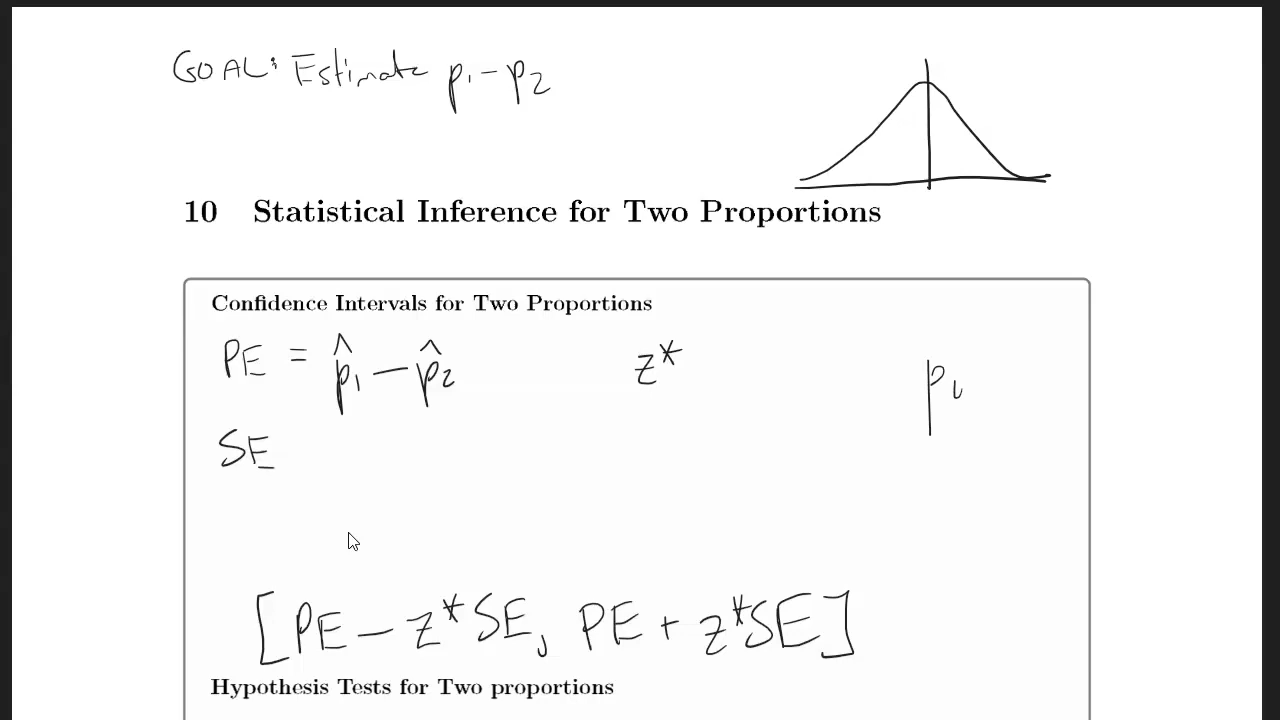 GOAL: Estimate p₁ - p₂
10 Statistical Inference for Two Proportions
Confidence Intervals for Two Proportions
PE = p̂₁ - p̂₂ z*
p₁
SE
[PE - z*SE, PE + z*SE]
Hypothesis Tests for Two proportions